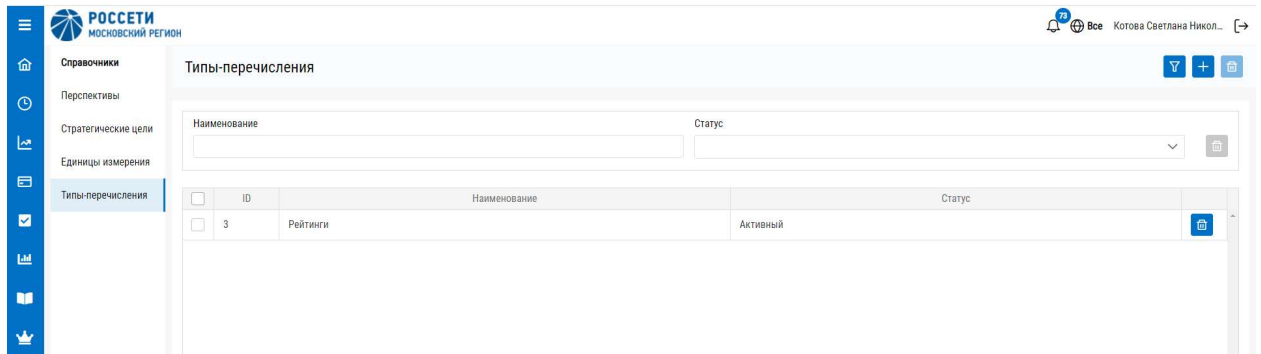 РОССЕТИ
МОСКОВСКИЙ РЕГИОН
73
Все Котова Светлана Никол...
Справочники
Перспективы
Стратегические цели
Единицы измерения
Типы-перечисления
Типы-перечисления
Наименование Статус
ID Наименование Статус
3 Рейтинги Активный